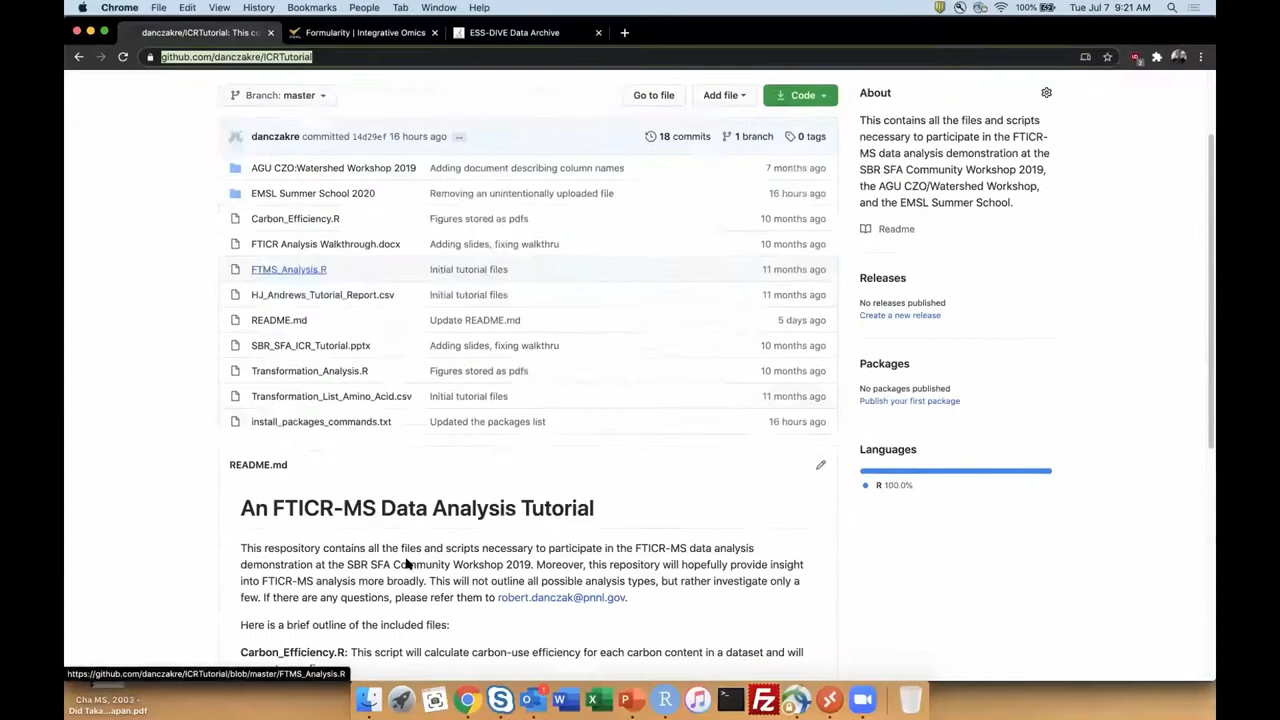 Chrome File Edit View History Bookmarks People Tab Window Help 100% Tue Jul 7 9:21 AM
danczakre/ICRTutorial: This co Formularity | Integrative Omics ESS-DIVE Data Archive
github.com/danczakre/ICRTutorial
Branch: master Go to file Add file Code
danczakre committed 14d29ef 16 hours ago 18 commits 1 branch 0 tags
AGU CZO:Watershed Workshop 2019 Adding document describing column names 7 months ago
EMSL Summer School 2020 Removing an unintentionally uploaded file 16 hours ago
Carbon_Efficiency.R Figures stored as pdfs 10 months ago
FTICR Analysis Walkthrough.docx Adding slides, fixing walkthru 10 months ago
FTMS_Analysis.R Initial tutorial files 11 months ago
HJ_Andrews_Tutorial_Report.csv Initial tutorial files 11 months ago
README.md Update README.md 5 days ago
SBR_SFA_ICR_Tutorial.pptx Adding slides, fixing walkthru 10 months ago
Transformation_Analysis.R Figures stored as pdfs 10 months ago
Transformation_List_Amino_Acid.csv Initial tutorial files 11 months ago
install_packages_commands.txt Updated the packages list 16 hours ago
README.md
An FTICR-MS Data Analysis Tutorial
This respository contains all the files and scripts necessary to participate in the FTICR-MS data analysis
demonstration at the SBR SFA Community Workshop 2019. Moreover, this repository will hopefully provide insight
into FTICR-MS analysis more broadly. This will not outline all possible analysis types, but rather investigate only a
few. If there are any questions, please refer them to robert.danczak@pnnl.gov.
Here is a brief outline of the included files:
Carbon_Efficiency.R: This script will calculate carbon-use efficiency for each carbon content in a dataset and will
About
This contains all the files and scripts
necessary to participate in the FTICR-
MS data analysis demonstration at the
SBR SFA Community Workshop 2019,
the AGU CZO/Watershed Workshop,
and the EMSL Summer School.
Readme
Releases
No releases published
Create a new release
Packages
No packages published
Publish your first package
Languages
R 100.0%
https://github.com/danczakre/ICRTutorial/blob/master/FTMS_Analysis.R
Cha MS, 2003 -
Did Taka...apan.pdf